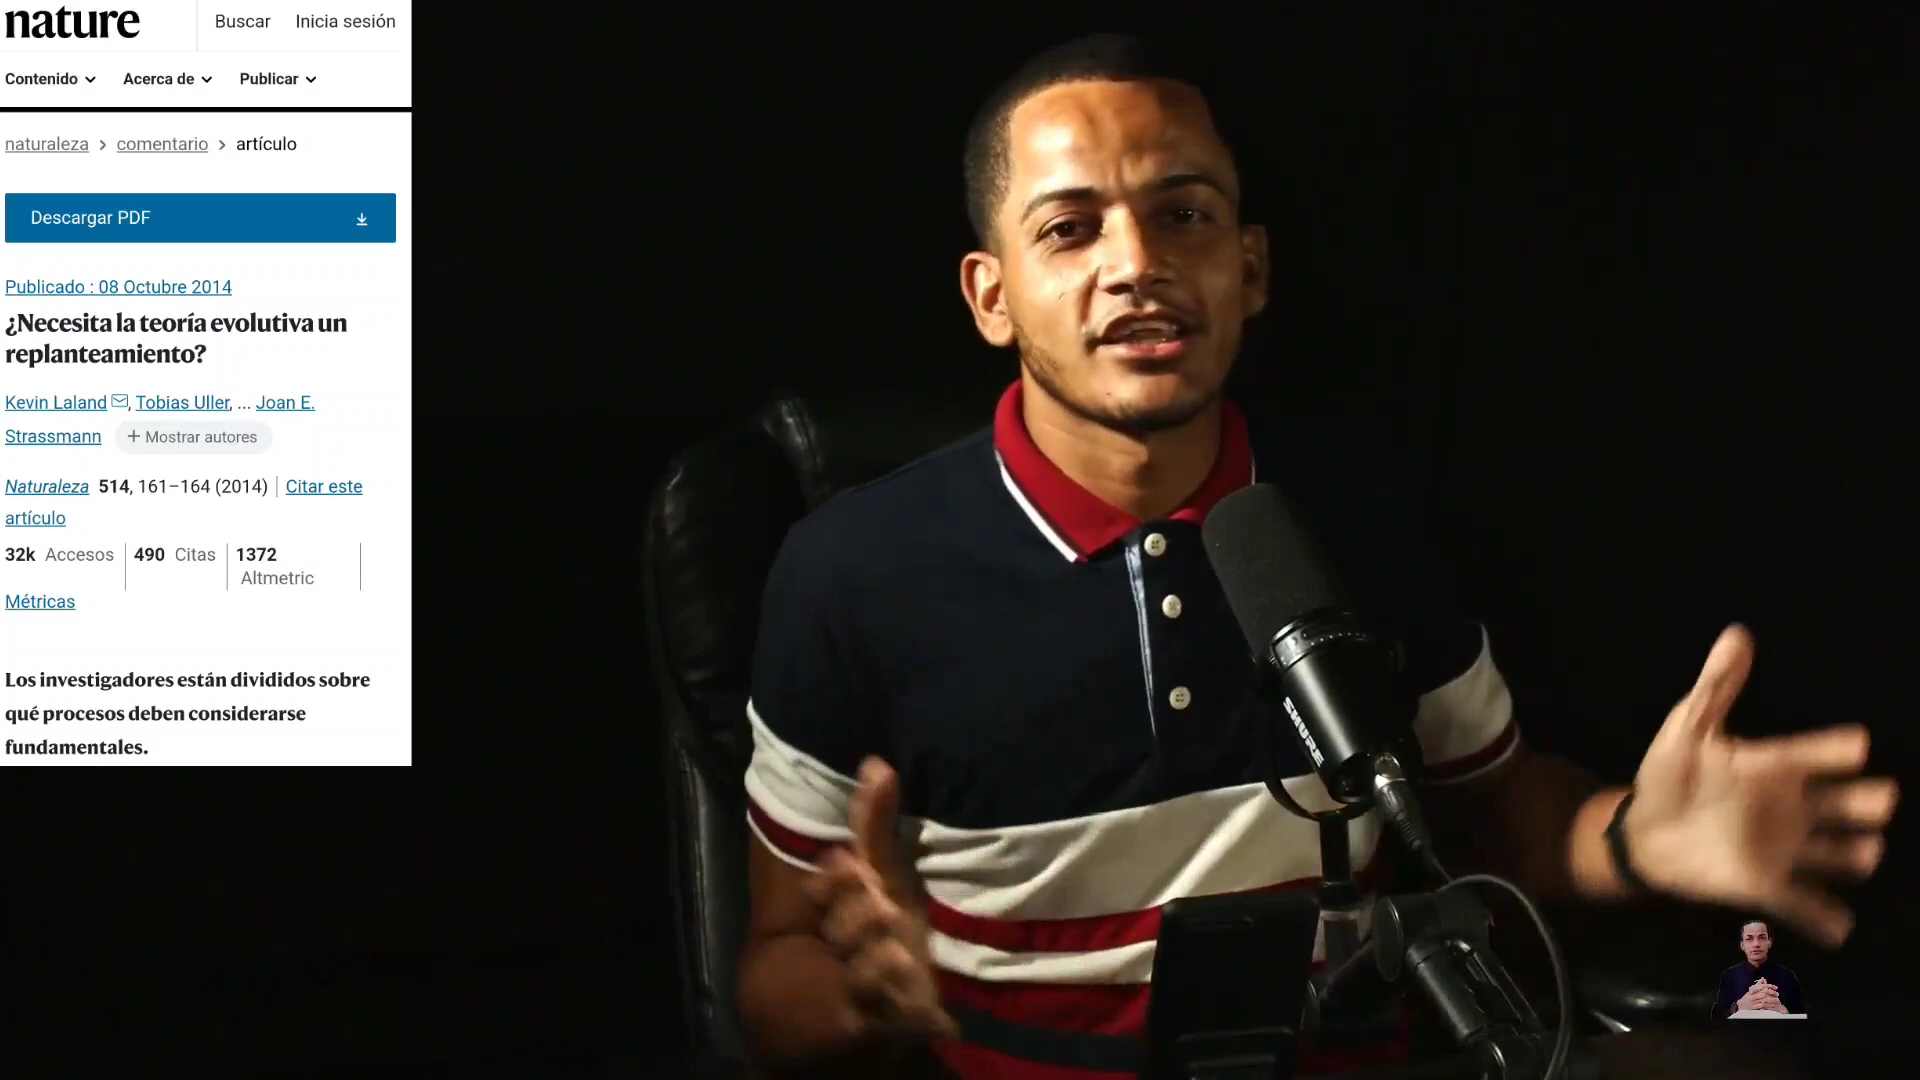 nature
Buscar
Inicia sesión
Contenido
Acerca de
Publicar
naturaleza > comentario > artículo
Descargar PDF
Publicado : 08 Octubre 2014
¿Necesita la teoría evolutiva un
replanteamiento?
Kevin Laland, Tobias Uller, ... Joan E.
Strassmann + Mostrar autores
Naturaleza 514, 161–164 (2014) | Citar este
artículo
32k Accesos 490 Citas 1372
Altmetric
Métricas
Los investigadores están divididos sobre
qué procesos deben considerarse
fundamentales.
SHURE